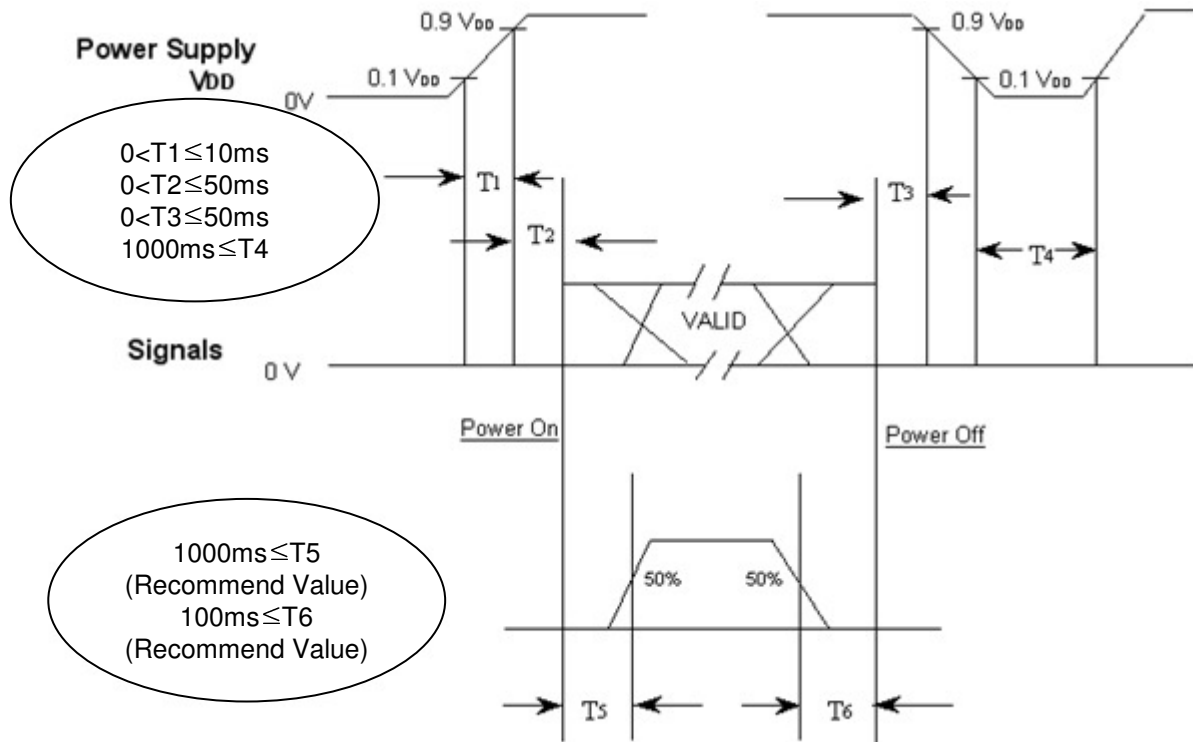 0.9 VDD
0.9 VDD
Power Supply
VDD
0.1 VDD
0.1 VDD
0V
0<T1≤10ms
0<T2≤50ms
0<T3≤50ms
1000ms≤T4
T1
T3
T2
T4
VALID
Signals
0 V
Power On
Power Off
1000ms≤T5
(Recommend Value)
100ms≤T6
(Recommend Value)
50%
50%
T5
T6